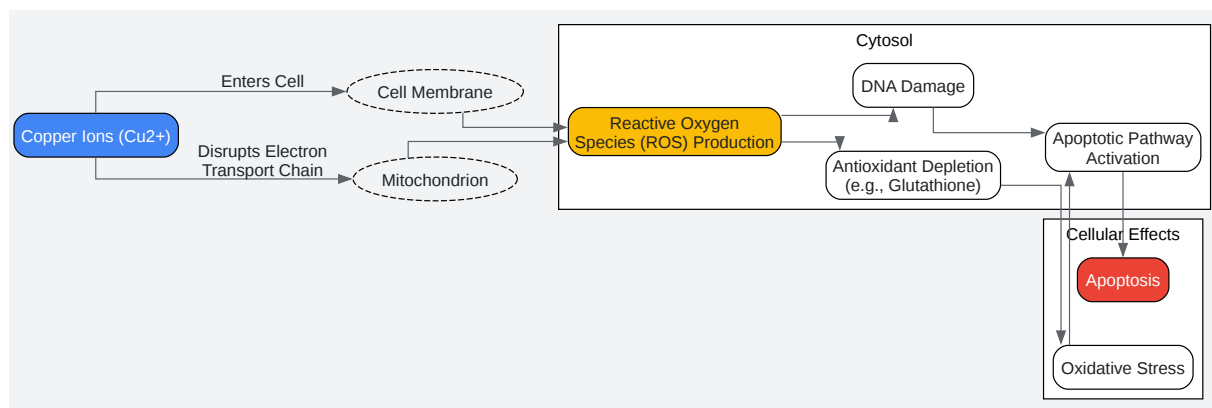 Cytosol
Enters Cell
Cell Membrane
DNA Damage
Copper Ions (Cu2+)
Reactive Oxygen
Species (ROS) Production
Apoptotic Pathway
Activation
Disrupts Electron
Transport Chain
Mitochondrion
Antioxidant Depletion
(e.g., Glutathione)
Cellular Effects
Apoptosis
Oxidative Stress